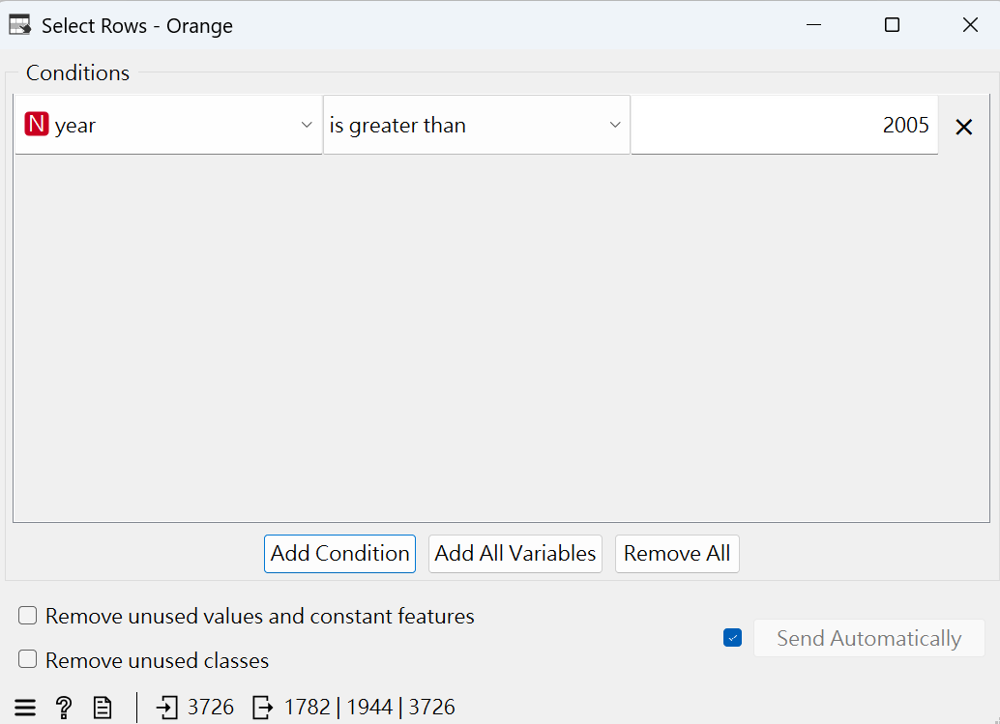 Select Rows - Orange
Conditions
N year is greater than 2005
Add Condition Add All Variables Remove All
Remove unused values and constant features
Send Automatically
Remove unused classes
? 3726 1782 | 1944 | 3726